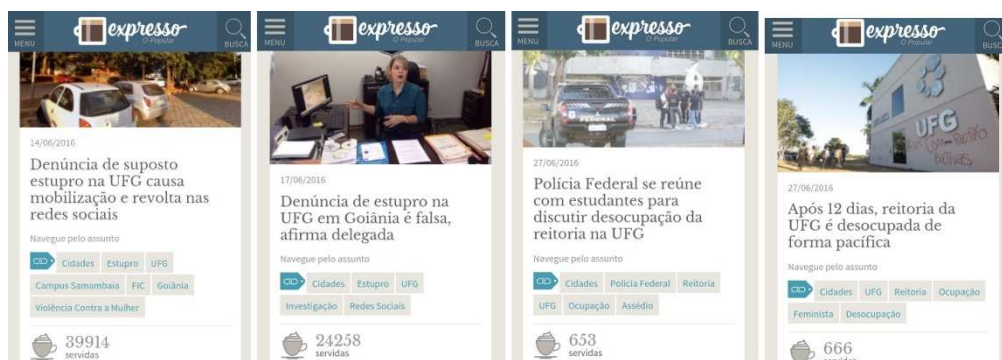 MENU
expresso
O Popular
BUSCA
14/06/2016
Denúncia de suposto
estupro na UFG causa
mobilização e revolta nas
redes sociais
Navegue pelo assunto
Cidades Estupro UFG
Campus Samambaia FIC Goiânia
Violência Contra a Mulher
39914
servidas
MENU
expresso
O Popular
BUSCA
17/06/2016
Denúncia de estupro na
UFG em Goiânia é falsa,
afirma delegada
Navegue pelo assunto
Cidades Estupro UFG
Investigação Redes Sociais
24258
servidas
MENU
expresso
O Popular
BUSCA
FEDERAL
27/06/2016
Polícia Federal se reúne
com estudantes para
discutir desocupação da
reitoria na UFG
Navegue pelo assunto
Cidades Polícia Federal Reitoria
UFG Ocupação Assédio
653
servidas
MENU
expresso
O Popular
BUSC
UFG
27/06/2016
Após 12 dias, reitoria da
UFG é desocupada de
forma pacífica
Navegue pelo assunto
Cidades UFG Reitoria Ocupação
Feminista Desocupação
666
servidas